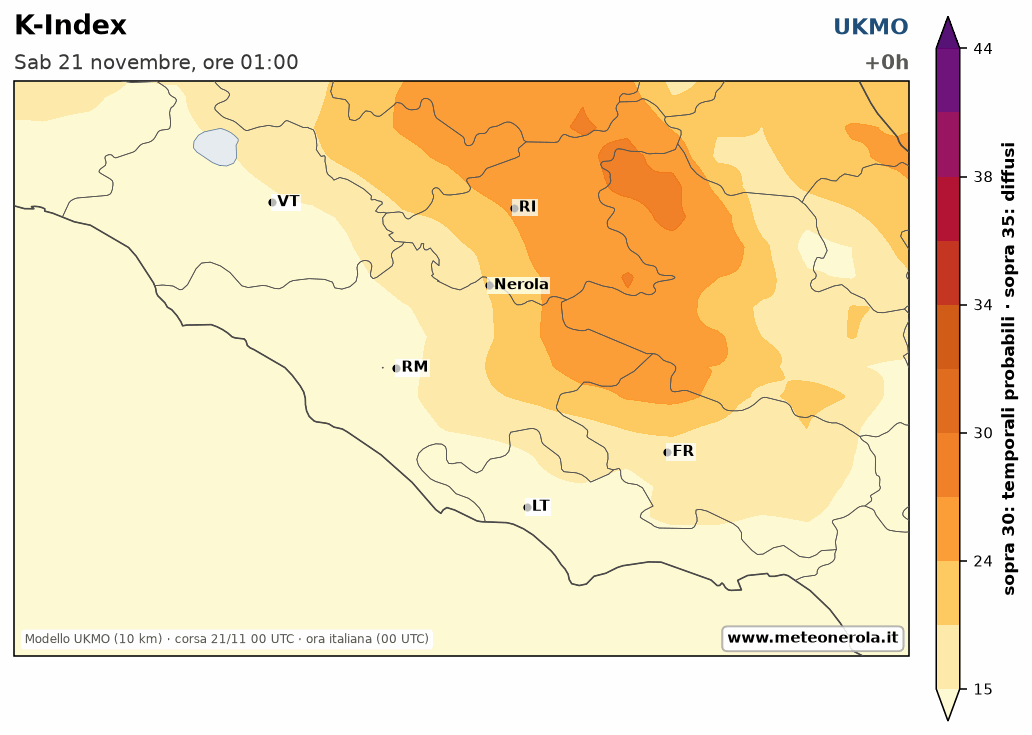 K-Index
UKMO
Sab 21 novembre, ore 01:00
+0h
VT
RI
Nerola
RM
FR
LT
Modello UKMO (10 km) · corsa 21/11 00 UTC · ora italiana (00 UTC)
www.meteonerola.it
44
38
34
30
24
15
sopra 30: temporali probabili · sopra 35: diffusi